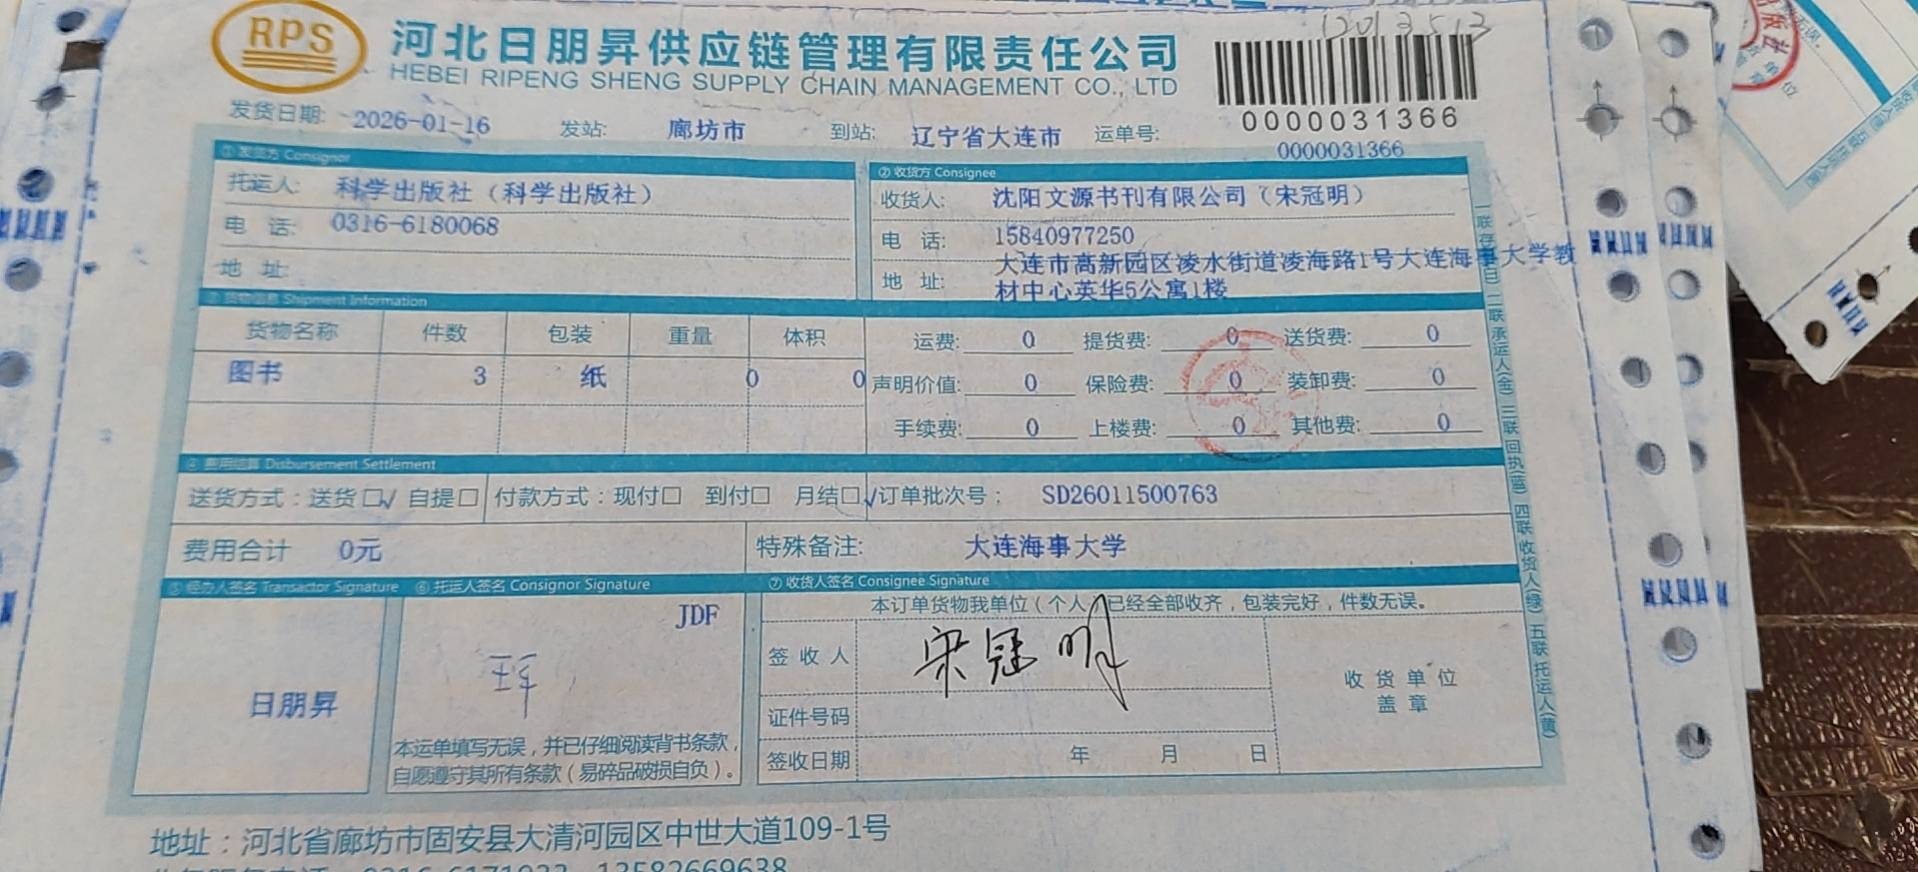 RPS
河北日朋昇供应链管理有限责任公司
HEBEI RIPENG SHENG SUPPLY CHAIN MANAGEMENT CO., LTD
12013513
0000031366
发货日期: 2026-01-16 发站: 廊坊市 到站: 辽宁省大连市 运单号: 0000031366
① 发货方 Consignor
托运人: 科学出版社（科学出版社）
电 话: 0316-6180068
地 址:
② 收货方 Consignee
收货人: 沈阳文源书刊有限公司（宋冠明）
电 话: 15840977250
地 址: 大连市高新园区凌水街道凌海路1号大连海事大学教
材中心英华5公寓1楼
③ 货物信息 Shipment Information
货物名称 件数 包装 重量 体积
图书 3 纸 0 0
运费: 0 提货费: 0 送货费: 0
声明价值: 0 保险费: 0 装卸费: 0
手续费: 0 上楼费: 0 其他费: 0
④ 费用结算 Disbursement Settlement
送货方式：送货□√ 自提□ 付款方式：现付□ 到付□ 月结□√ 订单批次号； SD26011500763
费用合计 0元 特殊备注: 大连海事大学
⑤ 经办人签名 Transactor Signature
日朋昇
⑥ 托运人签名 Consignor Signature
JDF
本运单填写无误，并已仔细阅读背书条款，
自愿遵守其所有条款（易碎品破损自负）。
⑦ 收货人签名 Consignee Signature
本订单货物我单位（个人）已经全部收齐，包装完好，件数无误。
签 收 人 宋冠明
证件号码
签收日期 年 月 日
收 货 单 位
盖 章
二联 承运人(金) 三联 回执(蓝) 四联 收货人(绿) 五联 托运人(黄)
地址：河北省廊坊市固安县大清河园区中世大道109-1号